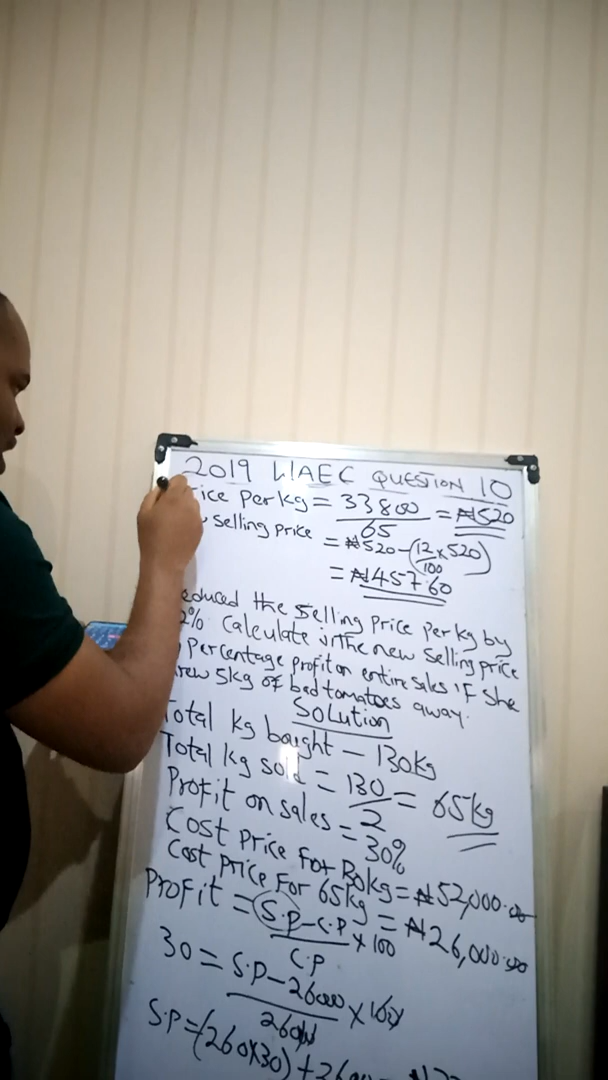 2019 WAEC QUESTION 10
ice Per kg = 33800/65 = ₦520
selling price = ₦520 - (12/100 x 520)
= ₦457.60
educed the selling Price per kg by
2% Calculate i) The new Selling price
Percentage profit on entire sales if She
rew 5kg of bad tomatoes away.
Solution
Total kg bought - 130kg
Total kg sold = 130/2 = 65kg
Profit on sales = 30%
Cost Price For 130kg = ₦52,000.00
Cost Price For 65kg = ₦26,000.00
Profit = S.P-C.P/C.P x 100
30 = S.P-26000/26000 x 100
S.P = (260x30) +